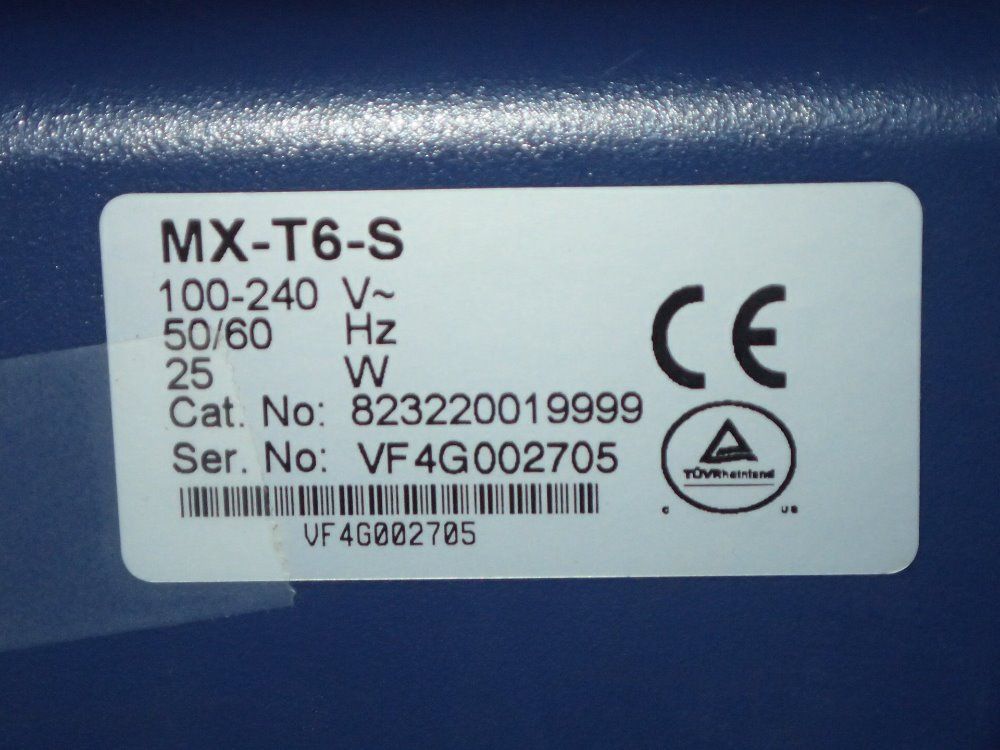 MX-T6-S
100-240 V~
50/60 Hz
25 W
Cat. No: 823220019999
Ser. No: VF4G002705
VF4G002705
CE
TÜVRheinland
C US